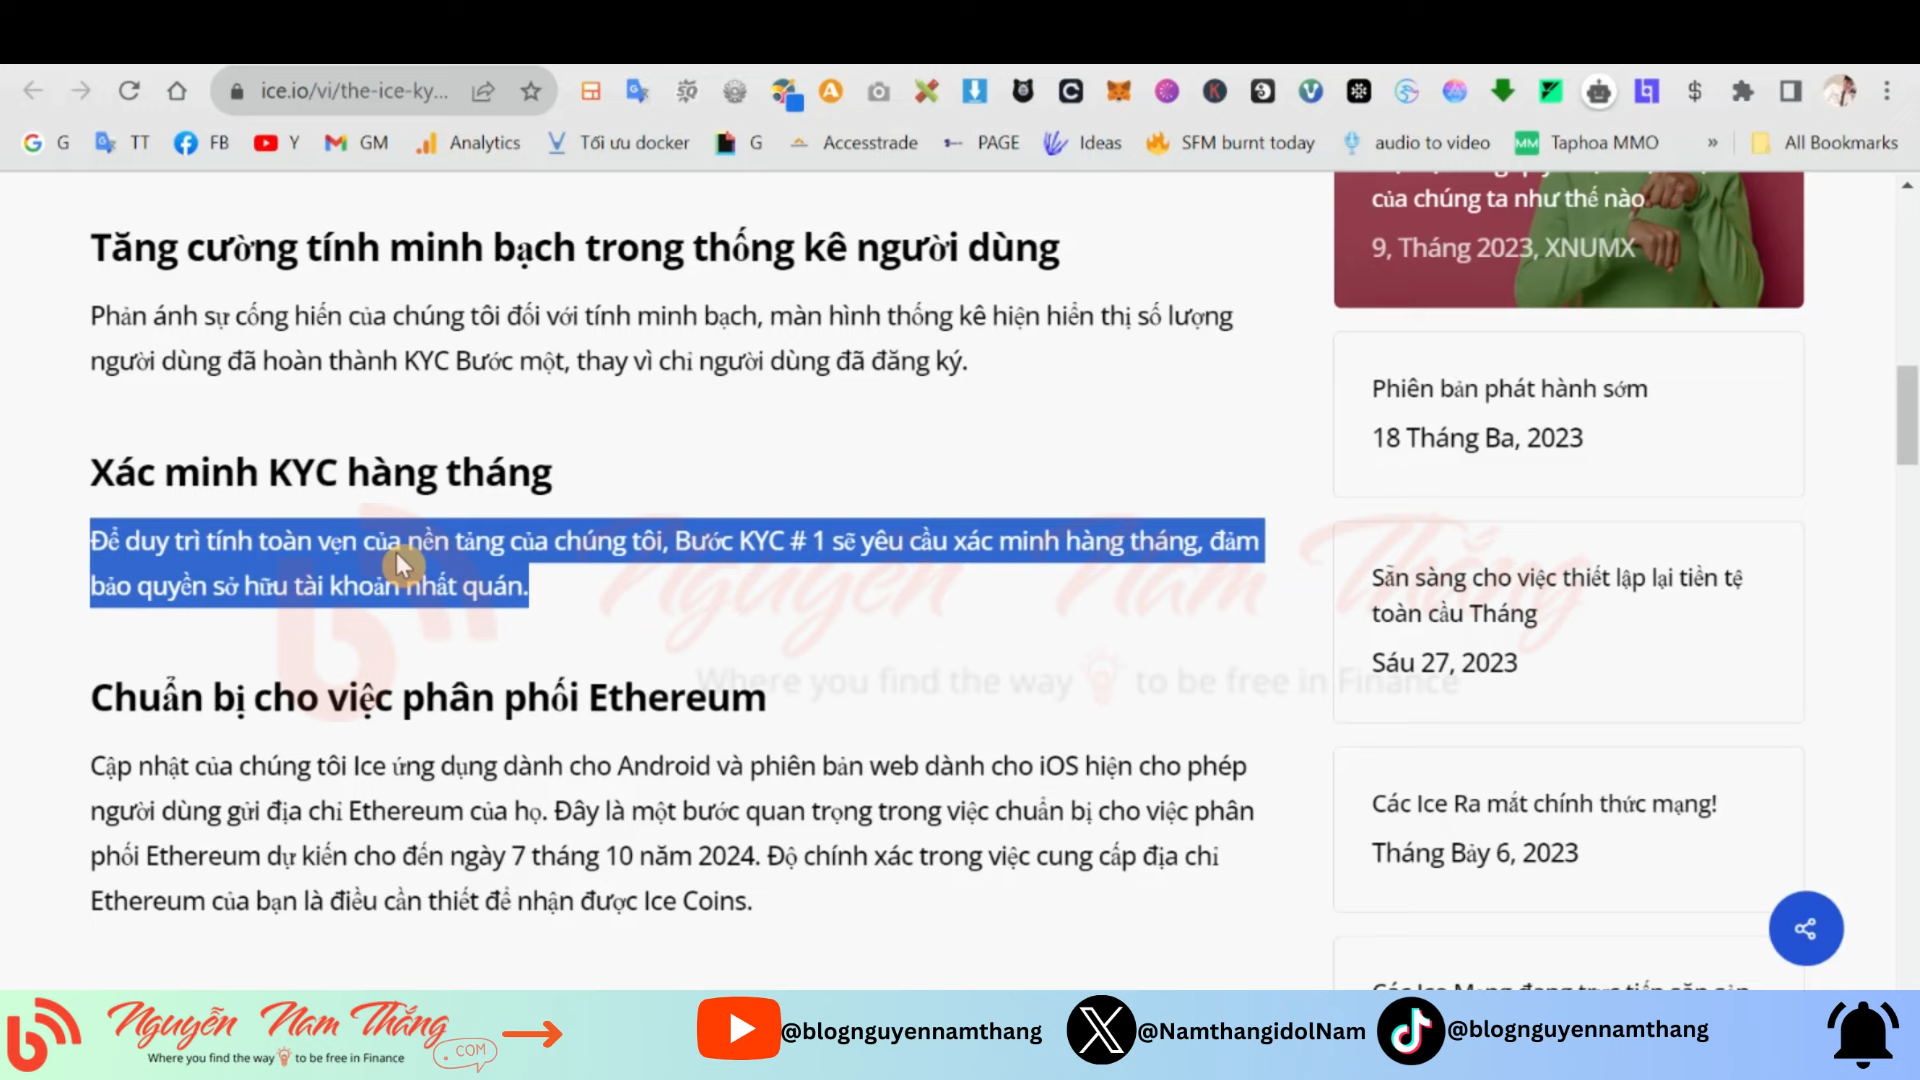 ice.io/vi/the-ice-ky...
G
TT
FB
Y
GM
Analytics
Tối ưu docker
G
Accesstrade
PAGE
Ideas
SFM burnt today
audio to video
Taphoa MMO
»
All Bookmarks
Tăng cường tính minh bạch trong thống kê người dùng
Phản ánh sự cống hiến của chúng tôi đối với tính minh bạch, màn hình thống kê hiện hiển thị số lượng
người dùng đã hoàn thành KYC Bước một, thay vì chỉ người dùng đã đăng ký.
Xác minh KYC hàng tháng
Để duy trì tính toàn vẹn của nền tảng của chúng tôi, Bước KYC # 1 sẽ yêu cầu xác minh hàng tháng, đảm
bảo quyền sở hữu tài khoản nhất quán.
Chuẩn bị cho việc phân phối Ethereum
Cập nhật của chúng tôi Ice ứng dụng dành cho Android và phiên bản web dành cho iOS hiện cho phép
người dùng gửi địa chỉ Ethereum của họ. Đây là một bước quan trọng trong việc chuẩn bị cho việc phân
phối Ethereum dự kiến cho đến ngày 7 tháng 10 năm 2024. Độ chính xác trong việc cung cấp địa chỉ
Ethereum của bạn là điều cần thiết để nhận được Ice Coins.
của chúng ta như thế nào
9, Tháng 2023, XNUMX
Phiên bản phát hành sớm
18 Tháng Ba, 2023
Sẵn sàng cho việc thiết lập lại tiền tệ
toàn cầu Tháng
Sáu 27, 2023
Các Ice Ra mắt chính thức mạng!
Tháng Bảy 6, 2023
Nguyễn Nam Thắng
Where you find the way to be free in Finance
Nguyễn Nam Thắng
Where you find the way to be free in Finance
.COM
@blognguyennamthang
@NamthangidolNam
@blognguyennamthang